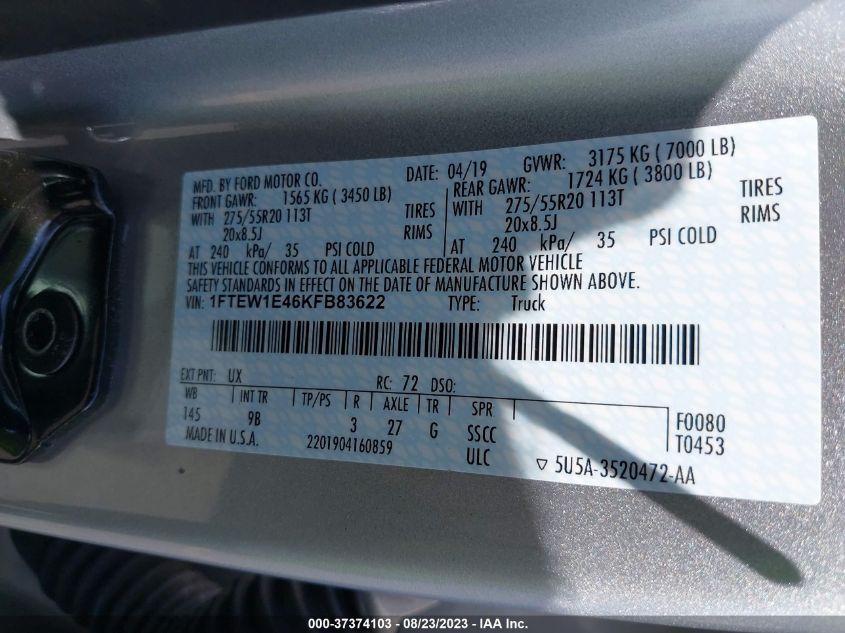 MFD. BY FORD MOTOR CO. DATE: 04/19 GVWR: 3175 KG ( 7000 LB)
FRONT GAWR: 1565 KG ( 3450 LB) REAR GAWR: 1724 KG ( 3800 LB)
WITH 275/55R20 113T TIRES WITH 275/55R20 113T TIRES
20x8.5J RIMS 20x8.5J RIMS
AT 240 kPa/ 35 PSI COLD AT 240 kPa/ 35 PSI COLD
THIS VEHICLE CONFORMS TO ALL APPLICABLE FEDERAL MOTOR VEHICLE
SAFETY STANDARDS IN EFFECT ON THE DATE OF MANUFACTURE SHOWN ABOVE.
VIN: 1FTEW1E46KFB83622 TYPE: Truck
EXT PNT: UX RC: 72 DSO:
WB INT TR TP/PS R AXLE TR SPR
145 9B 3 27 G SSCC F0080
MADE IN U.S.A. 2201904160859 ULC T0453
▽ 5U5A-3520472-AA
000-37374103 - 08/23/2023 - IAA Inc.